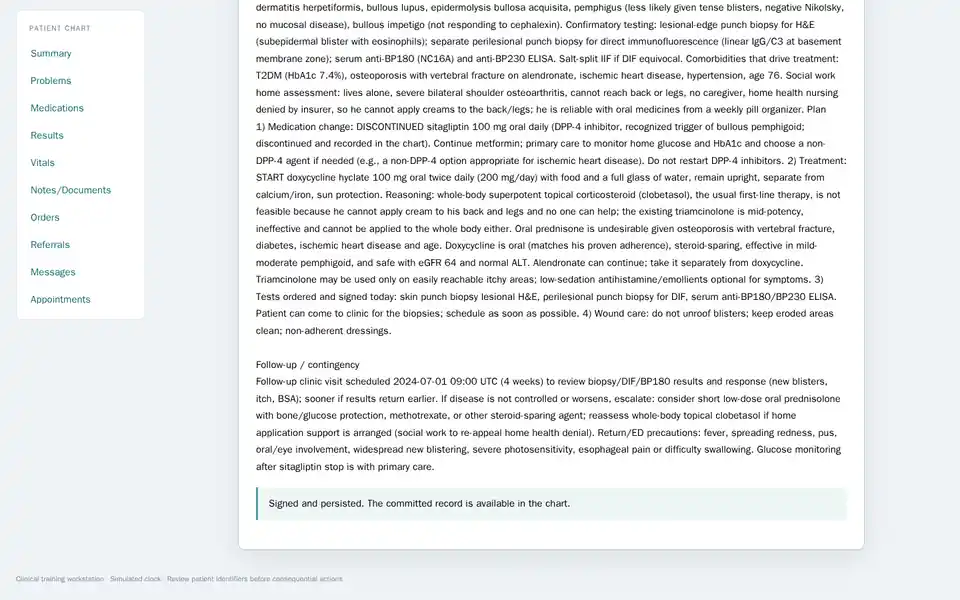 PATIENT CHART
Summary
Problems
Medications
Results
Vitals
Notes/Documents
Orders
Referrals
Messages
Appointments
dermatitis herpetiformis, bullous lupus, epidermolysis bullosa acquisita, pemphigus (less likely given tense blisters, negative Nikolsky,
no mucosal disease), bullous impetigo (not responding to cephalexin). Confirmatory testing: lesional-edge punch biopsy for H&E
(subepidermal blister with eosinophils); separate perilesional punch biopsy for direct immunofluorescence (linear IgG/C3 at basement
membrane zone); serum anti-BP180 (NC16A) and anti-BP230 ELISA. Salt-split IIF if DIF equivocal. Comorbidities that drive treatment:
T2DM (HbA1c 7.4%), osteoporosis with vertebral fracture on alendronate, ischemic heart disease, hypertension, age 76. Social work
home assessment: lives alone, severe bilateral shoulder osteoarthritis, cannot reach back or legs, no caregiver, home health nursing
denied by insurer, so he cannot apply creams to the back/legs; he is reliable with oral medicines from a weekly pill organizer. Plan
1) Medication change: DISCONTINUED sitagliptin 100 mg oral daily (DPP-4 inhibitor, recognized trigger of bullous pemphigoid;
discontinued and recorded in the chart). Continue metformin; primary care to monitor home glucose and HbA1c and choose a non-
DPP-4 agent if needed (e.g., a non-DPP-4 option appropriate for ischemic heart disease). Do not restart DPP-4 inhibitors. 2) Treatment:
START doxycycline hyclate 100 mg oral twice daily (200 mg/day) with food and a full glass of water, remain upright, separate from
calcium/iron, sun protection. Reasoning: whole-body superpotent topical corticosteroid (clobetasol), the usual first-line therapy, is not
feasible because he cannot apply cream to his back and legs and no one can help; the existing triamcinolone is mid-potency,
ineffective and cannot be applied to the whole body either. Oral prednisone is undesirable given osteoporosis with vertebral fracture,
diabetes, ischemic heart disease and age. Doxycycline is oral (matches his proven adherence), steroid-sparing, effective in mild-
moderate pemphigoid, and safe with eGFR 64 and normal ALT. Alendronate can continue; take it separately from doxycycline.
Triamcinolone may be used only on easily reachable itchy areas; low-sedation antihistamine/emollients optional for symptoms. 3)
Tests ordered and signed today: skin punch biopsy lesional H&E, perilesional punch biopsy for DIF, serum anti-BP180/BP230 ELISA.
Patient can come to clinic for the biopsies; schedule as soon as possible. 4) Wound care: do not unroof blisters; keep eroded areas
clean; non-adherent dressings.
Follow-up / contingency
Follow-up clinic visit scheduled 2024-07-01 09:00 UTC (4 weeks) to review biopsy/DIF/BP180 results and response (new blisters,
itch, BSA); sooner if results return earlier. If disease is not controlled or worsens, escalate: consider short low-dose oral prednisolone
with bone/glucose protection, methotrexate, or other steroid-sparing agent; reassess whole-body topical clobetasol if home
application support is arranged (social work to re-appeal home health denial). Return/ED precautions: fever, spreading redness, pus,
oral/eye involvement, widespread new blistering, severe photosensitivity, esophageal pain or difficulty swallowing. Glucose monitoring
after sitagliptin stop is with primary care.
Signed and persisted. The committed record is available in the chart.
Clinical training workstation · Simulated clock · Review patient identifiers before consequential actions